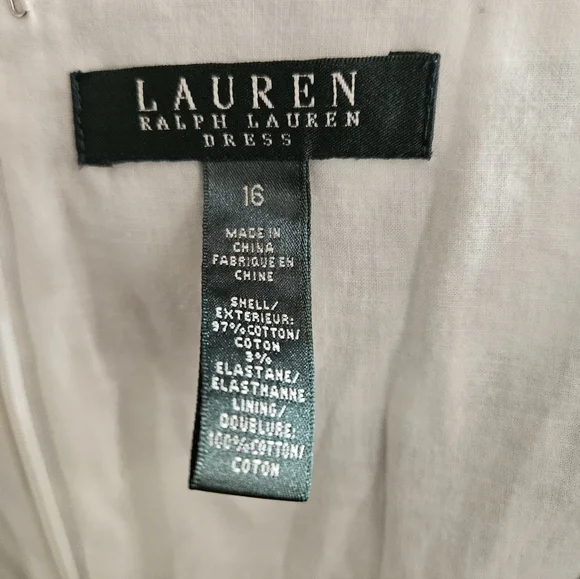 LAUREN
RALPH LAUREN
DRESS
16
MADE IN
CHINA
FABRIQUE EN
CHINE
SHELL/
EXTERIEUR:
97% COTTON/
COTON
3%
ELASTANE/
ELASTHANNE
LINING/
DOUBLURE:
100% COTTON/
COTON